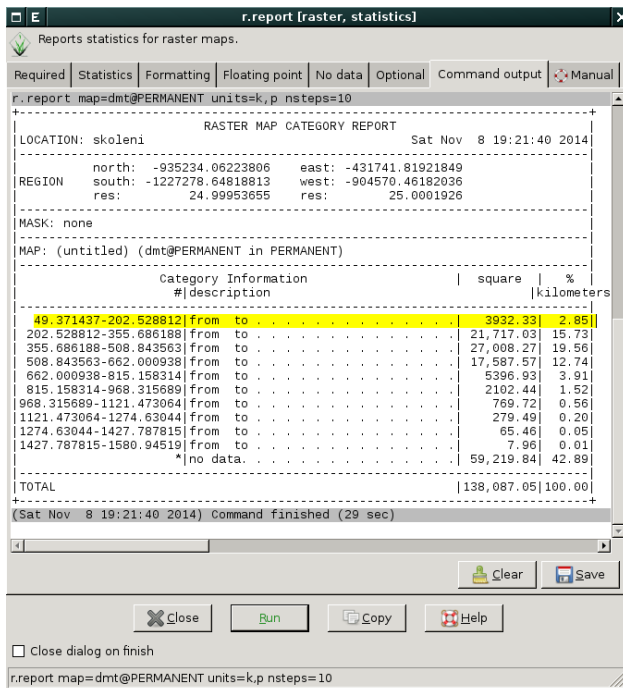 r.report [raster, statistics]
Reports statistics for raster maps.
Required Statistics Formatting Floating point No data Optional Command output Manual
r.report map=dmt@PERMANENT units=k,p nsteps=10
+-----------------------------------------------------------------------------+
| RASTER MAP CATEGORY REPORT |
|LOCATION: skoleni Sat Nov 8 19:21:40 2014|
|-----------------------------------------------------------------------------|
| north: -935234.06223806 east: -431741.81921849 |
|REGION south: -1227278.64818813 west: -904570.46182036 |
| res: 24.99953655 res: 25.0001926 |
|-----------------------------------------------------------------------------|
|MASK: none |
|-----------------------------------------------------------------------------|
|MAP: (untitled) (dmt@PERMANENT in PERMANENT) |
|-----------------------------------------------------------------------------|
| Category Information | square | % |
| #|description |kilometers
|-----------------------------------------------------------------------------|
| 49.371437-202.528812|from to . . . . . . . . . . . . . .| 3932.33| 2.85||
| 202.528812-355.686188|from to . . . . . . . . . . . . . .| 21,717.03| 15.73|
| 355.686188-508.843563|from to . . . . . . . . . . . . . .| 27,008.27| 19.56|
| 508.843563-662.000938|from to . . . . . . . . . . . . . .| 17,587.57| 12.74|
| 662.000938-815.158314|from to . . . . . . . . . . . . . .| 5396.93| 3.91|
| 815.158314-968.315689|from to . . . . . . . . . . . . . .| 2102.44| 1.52|
|968.315689-1121.473064|from to . . . . . . . . . . . . . .| 769.72| 0.56|
|1121.473064-1274.63044|from to . . . . . . . . . . . . . .| 279.49| 0.20|
|1274.63044-1427.787815|from to . . . . . . . . . . . . . .| 65.46| 0.05|
|1427.787815-1580.94519|from to . . . . . . . . . . . . . .| 7.96| 0.01|
| *|no data. . . . . . . . . . . . . . .| 59,219.84| 42.89|
|-----------------------------------------------------------------------------|
|TOTAL |138,087.05|100.00|
+-----------------------------------------------------------------------------+
(Sat Nov 8 19:21:40 2014) Command finished (29 sec)
Clear Save
Close Run Copy Help
Close dialog on finish
r.report map=dmt@PERMANENT units=k,p nsteps=10